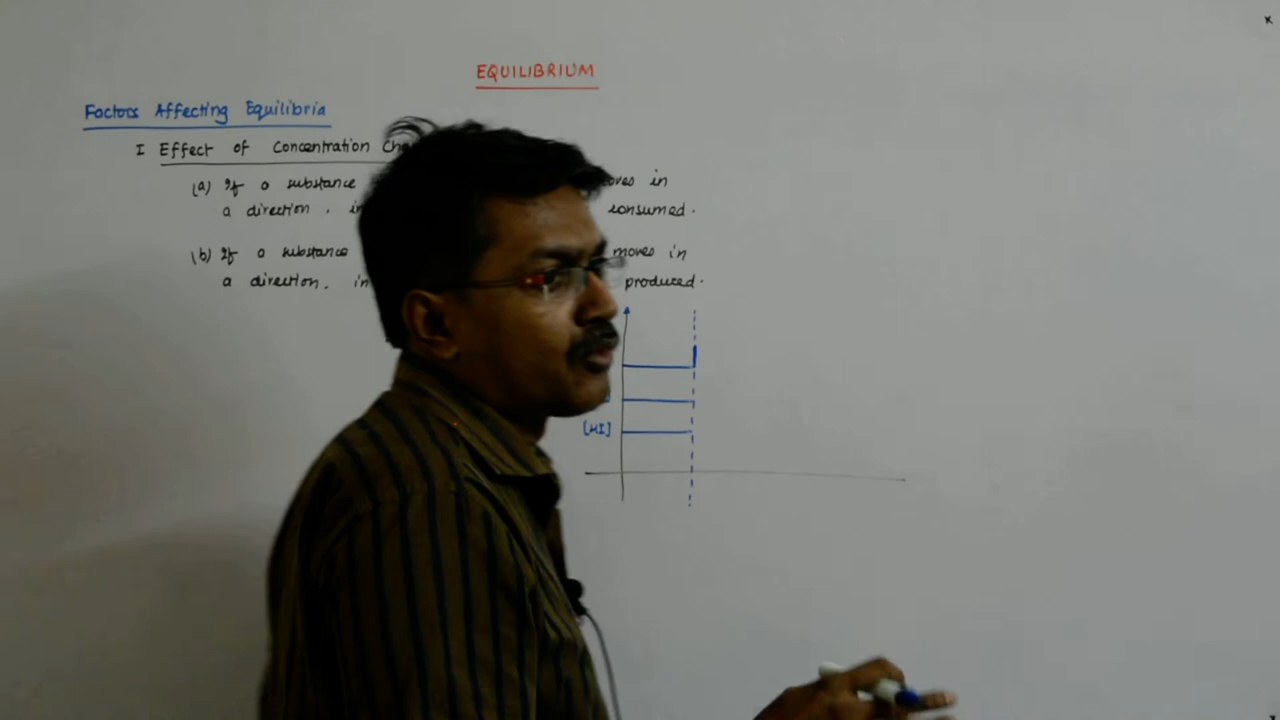 EQUILIBRIUM
Factors Affecting Equilibria
I Effect of Concentration
(a) If a substance moves in
a direction, in consumed.
(b) If a substance moves in
a direction, in produced.
[HI]